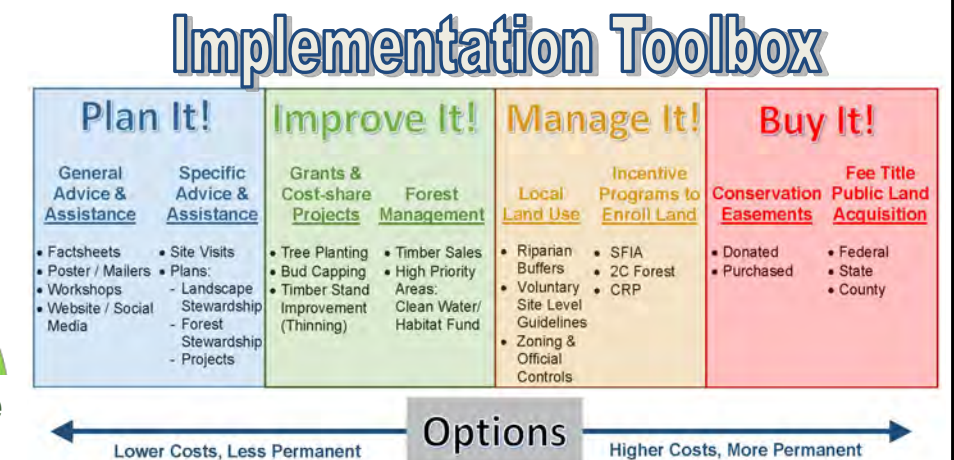 Implementation Toolbox
Plan It!
General
Advice &
Assistance
• Factsheets
• Poster / Mailers
• Workshops
• Website / Social
Media
Specific
Advice &
Assistance
• Site Visits
• Plans:
- Landscape
Stewardship
- Forest
Stewardship
- Projects
Improve It!
Grants &
Cost-share
Projects
• Tree Planting
• Bud Capping
• Timber Stand
Improvement
(Thinning)
Forest
Management
• Timber Sales
• High Priority
Areas:
Clean Water/
Habitat Fund
Manage It!
Local
Land Use
• Riparian
Buffers
• Voluntary
Site Level
Guidelines
• Zoning &
Official
Controls
Incentive
Programs to
Enroll Land
• SFIA
• 2C Forest
• CRP
Buy It!
Conservation
Easements
• Donated
• Purchased
Fee Title
Public Land
Acquisition
• Federal
• State
• County
Options
Lower Costs, Less Permanent
Higher Costs, More Permanent